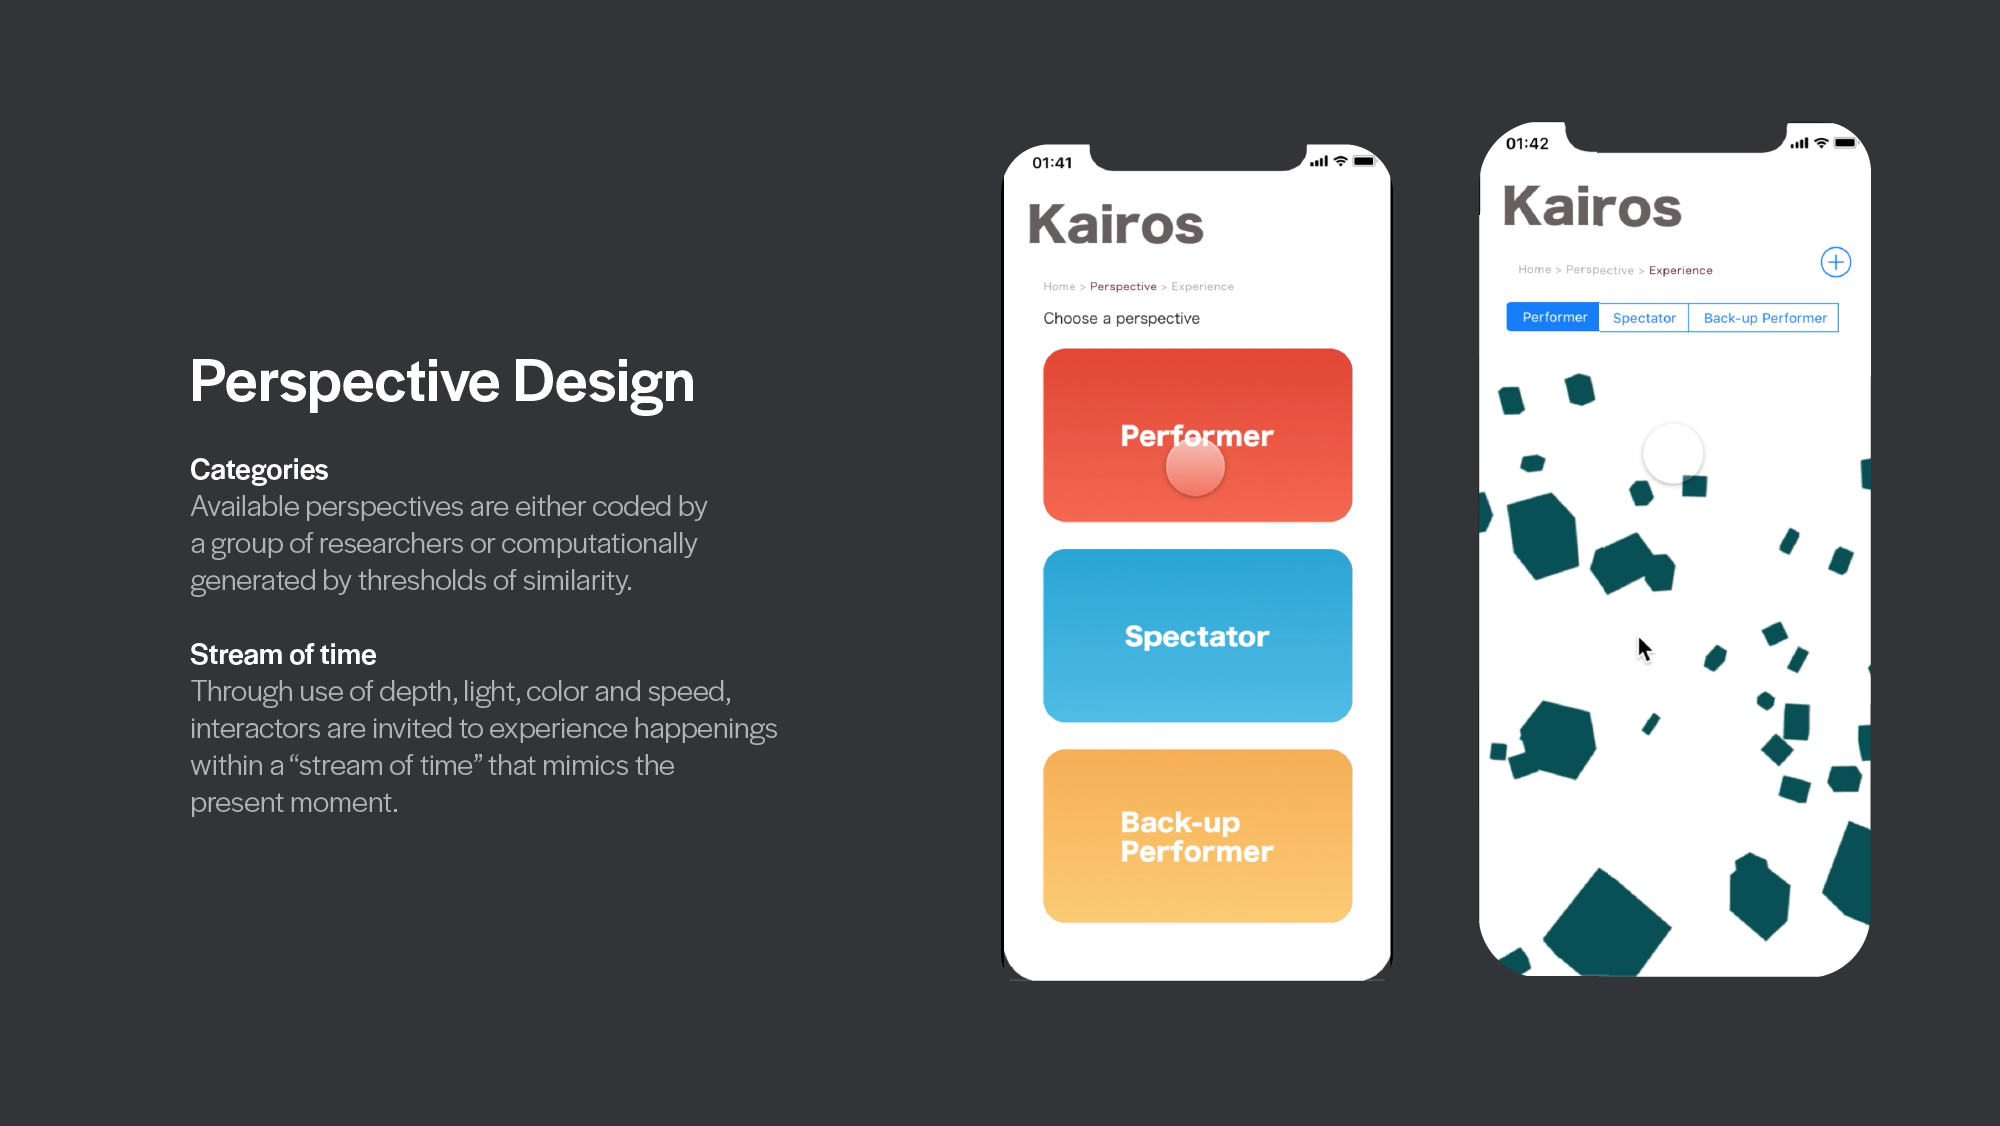 Perspective Design
Categories
Available perspectives are either coded by
a group of researchers or computationally
generated by thresholds of similarity.
Stream of time
Through use of depth, light, color and speed,
interactors are invited to experience happenings
within a “stream of time” that mimics the
present moment.
01:41
Kairos
Home > Perspective > Experience
Choose a perspective
Performer
Spectator
Back-up
Performer
01:42
Kairos
Home > Perspective > Experience
Performer Spectator Back-up Performer